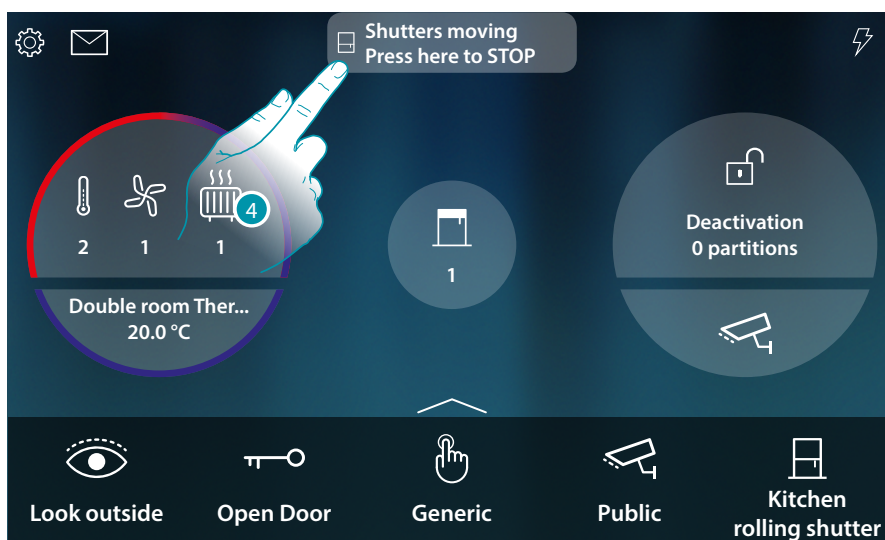 Shutters moving
Press here to STOP
4
2 1 1
Double room Ther...
20.0 °C
1
Deactivation
0 partitions
Look outside
Open Door
Generic
Public
Kitchen
rolling shutter